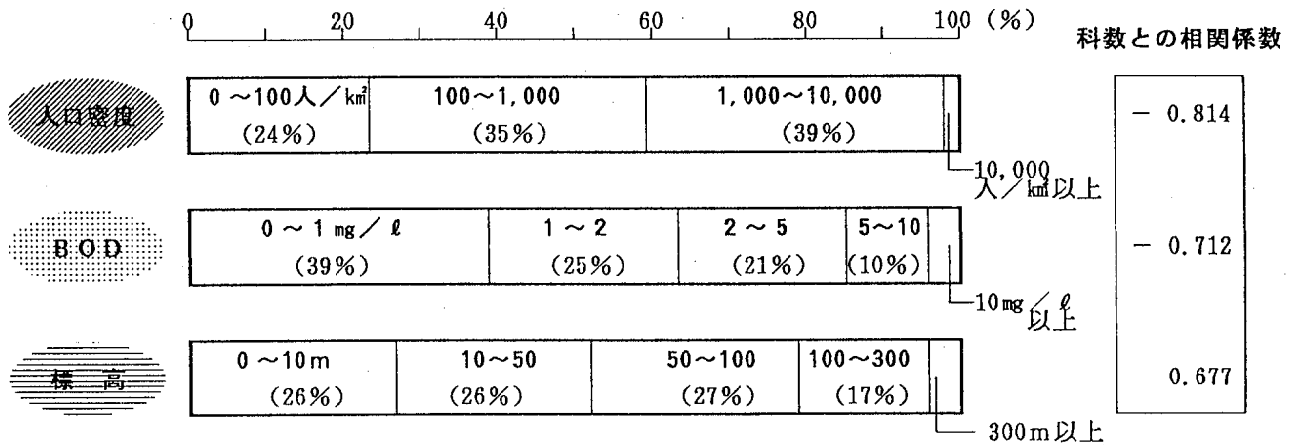 0 20 40 60 80 100 (%)
科数との相関係数
人口密度
0～100人／k㎡ 100～1,000 1,000～10,000
(24%) (35%) (39%)
10,000
人／k㎡以上
－ 0.814
BOD
0～1 mg／ℓ 1～2 2～5 5～10
(39%) (25%) (21%) (10%)
10mg／ℓ
以上
－ 0.712
標高
0～10m 10～50 50～100 100～300
(26%) (26%) (27%) (17%)
300m以上
0.677